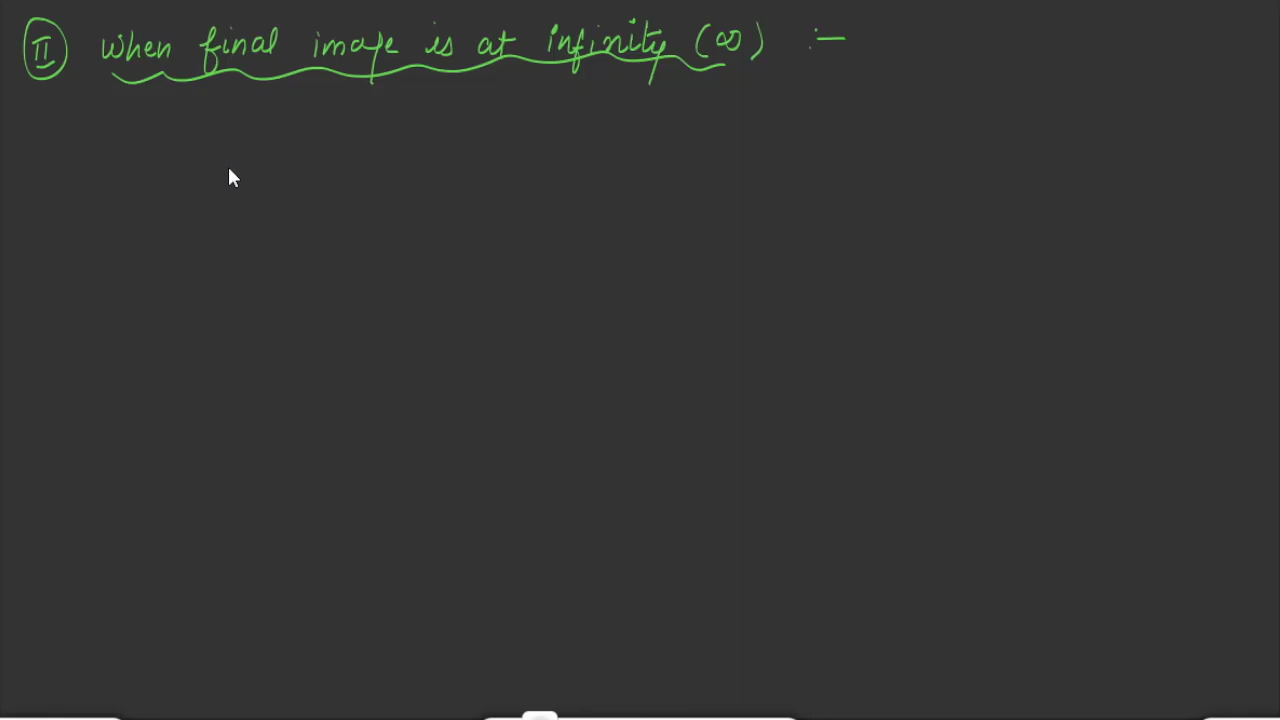 II when final image is at infinity (∞) :-